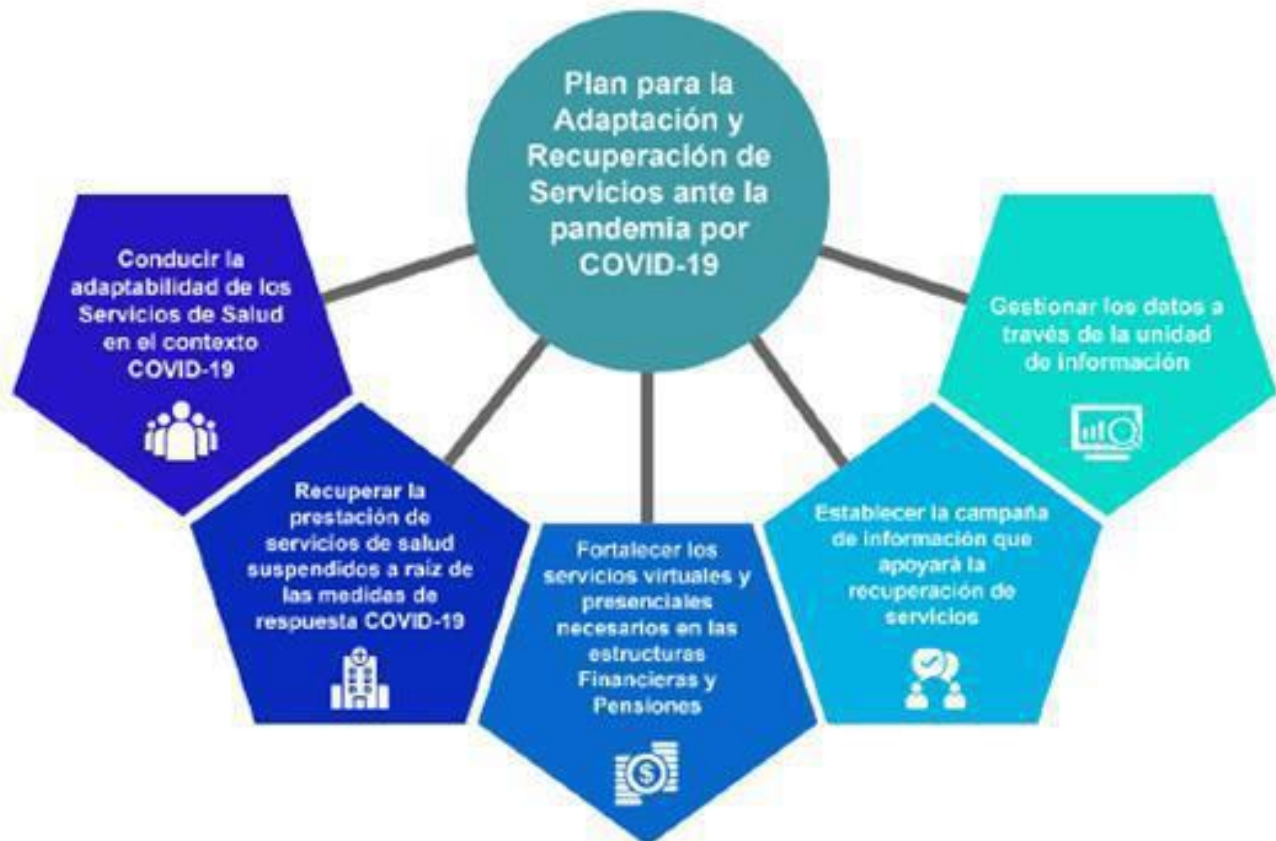 Plan para la
Adaptación y
Recuperación de
Servicios ante la
pandemia por
COVID-19
Conducir la
adaptabilidad de los
Servicios de Salud
en el contexto
COVID-19
Recuperar la
prestación de
servicios de salud
suspendidos a raíz de
las medidas de
respuesta COVID-19
Fortalecer los
servicios virtuales y
presenciales
necesarios en las
estructuras
Financieras y
Pensiones
Establecer la campaña
de información que
apoyará la
recuperación de
servicios
Gestionar los datos a
través de la unidad
de información